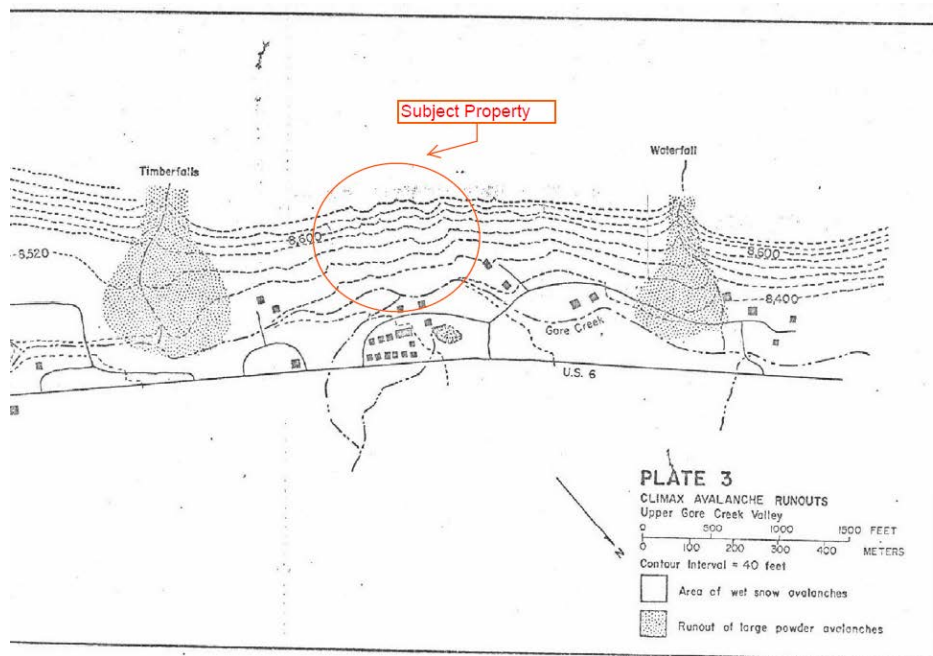 Subject Property
Timberfalls
Waterfall
8,600
8,520
8,600
8,400
Gore Creek
U.S. 6
N
PLATE 3
CLIMAX AVALANCHE RUNOUTS
Upper Gore Creek Valley
0 500 1000 1500 FEET
0 100 200 300 400 METERS
Contour Interval = 40 feet
Area of wet snow avalanches
Runout of large powder avalanches